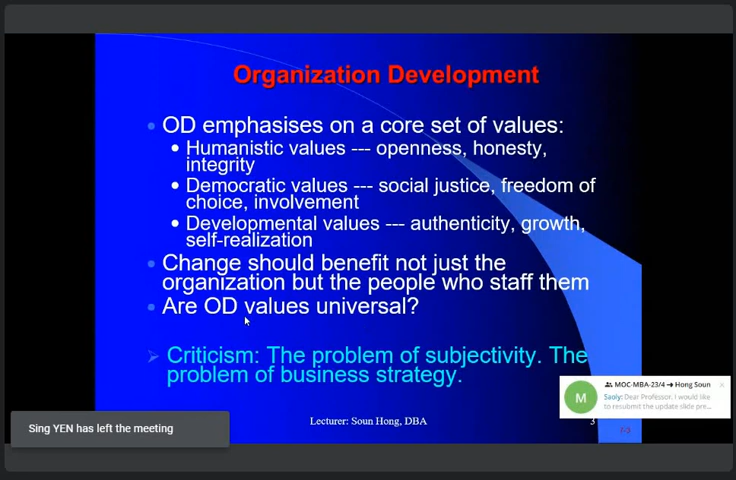 Organization Development
OD emphasises on a core set of values:
Humanistic values --- openness, honesty,
integrity
Democratic values --- social justice, freedom of
choice, involvement
Developmental values --- authenticity, growth,
self-realization
Change should benefit not just the
organization but the people who staff them
Are OD values universal?
Criticism: The problem of subjectivity. The
problem of business strategy.
MOC-MBA-23/4 ➜ Hong Soun
M
Saoly: Dear Professor. I would like
to resubmit the update slide pre...
Sing YEN has left the meeting
Lecturer: Soun Hong, DBA
3